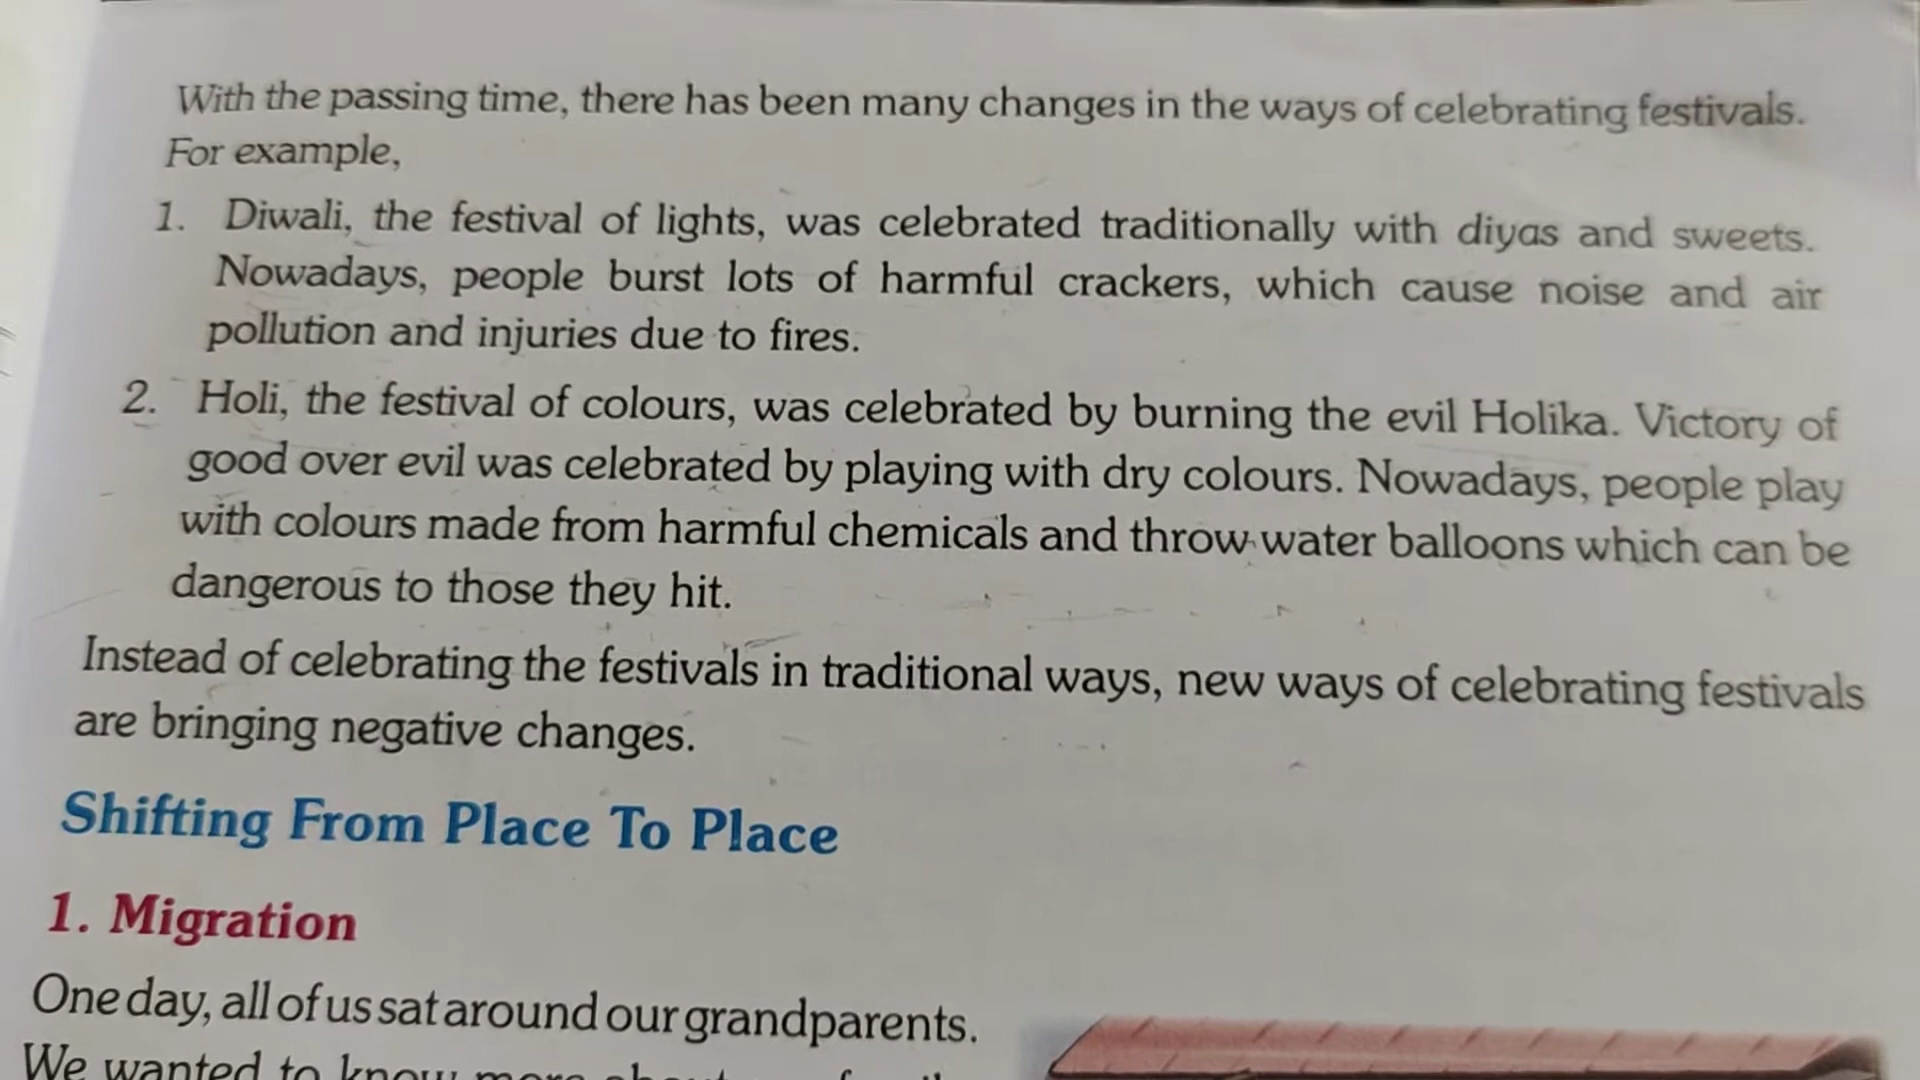 With the passing time, there has been many changes in the ways of celebrating festivals.
For example,
1. Diwali, the festival of lights, was celebrated traditionally with diyas and sweets.
Nowadays, people burst lots of harmful crackers, which cause noise and air
pollution and injuries due to fires.
2. Holi, the festival of colours, was celebrated by burning the evil Holika. Victory of
good over evil was celebrated by playing with dry colours. Nowadays, people play
with colours made from harmful chemicals and throw water balloons which can be
dangerous to those they hit.
Instead of celebrating the festivals in traditional ways, new ways of celebrating festivals
are bringing negative changes.
Shifting From Place To Place
1. Migration
One day, all of us sat around our grandparents.
We wanted to know more about